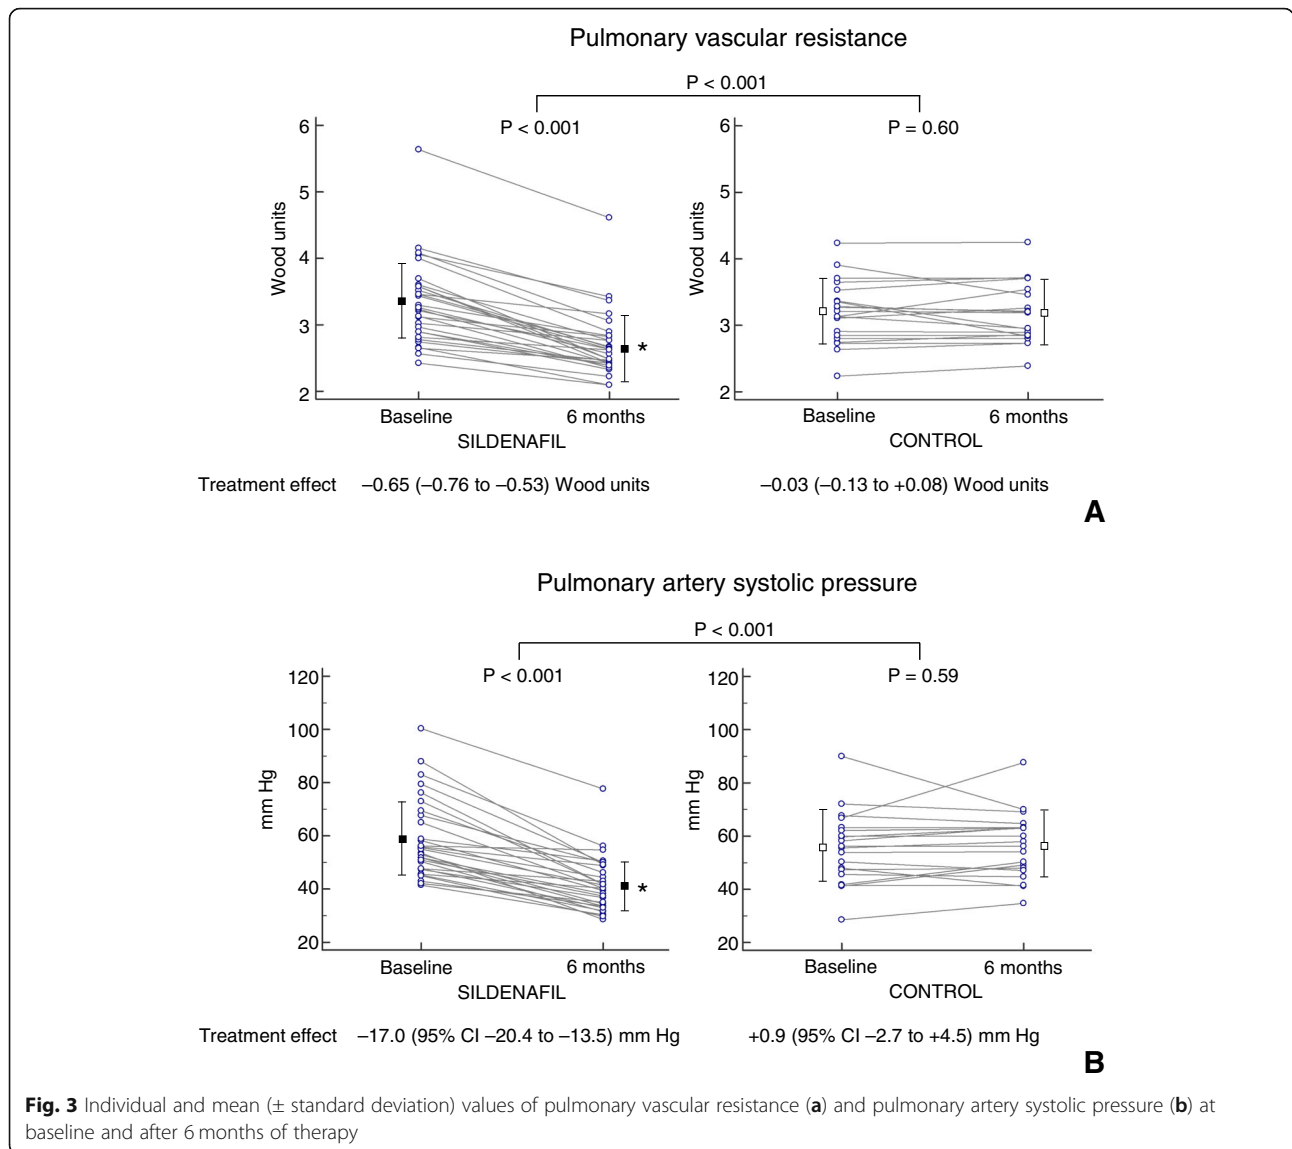 Pulmonary vascular resistance
P < 0.001
P < 0.001
P = 0.60
6
5
4
3
2
Wood units
Baseline
6 months
SILDENAFIL
6
5
4
3
2
Wood units
Baseline
6 months
CONTROL
*
Treatment effect –0.65 (–0.76 to –0.53) Wood units –0.03 (–0.13 to +0.08) Wood units
A
Pulmonary artery systolic pressure
P < 0.001
P < 0.001
P = 0.59
120
100
80
60
40
20
mm Hg
Baseline
6 months
SILDENAFIL
*
120
100
80
60
40
20
mm Hg
Baseline
6 months
CONTROL
Treatment effect –17.0 (95% CI –20.4 to –13.5) mm Hg +0.9 (95% CI –2.7 to +4.5) mm Hg
B
Fig. 3 Individual and mean (± standard deviation) values of pulmonary vascular resistance (a) and pulmonary artery systolic pressure (b) at
baseline and after 6 months of therapy